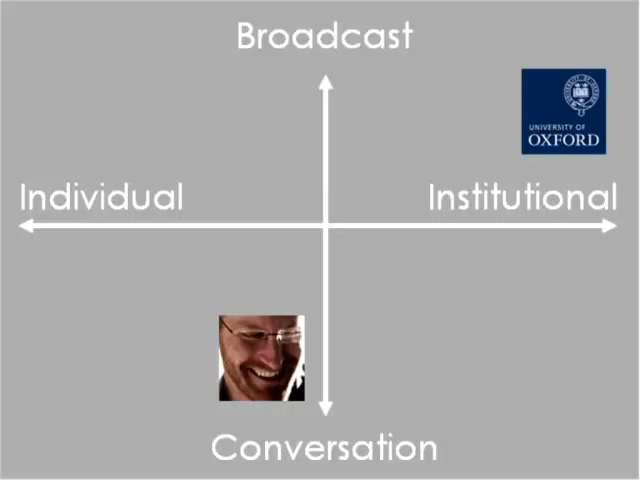 Broadcast
UNIVERSITY OF
OXFORD
Individual
Institutional
Conversation